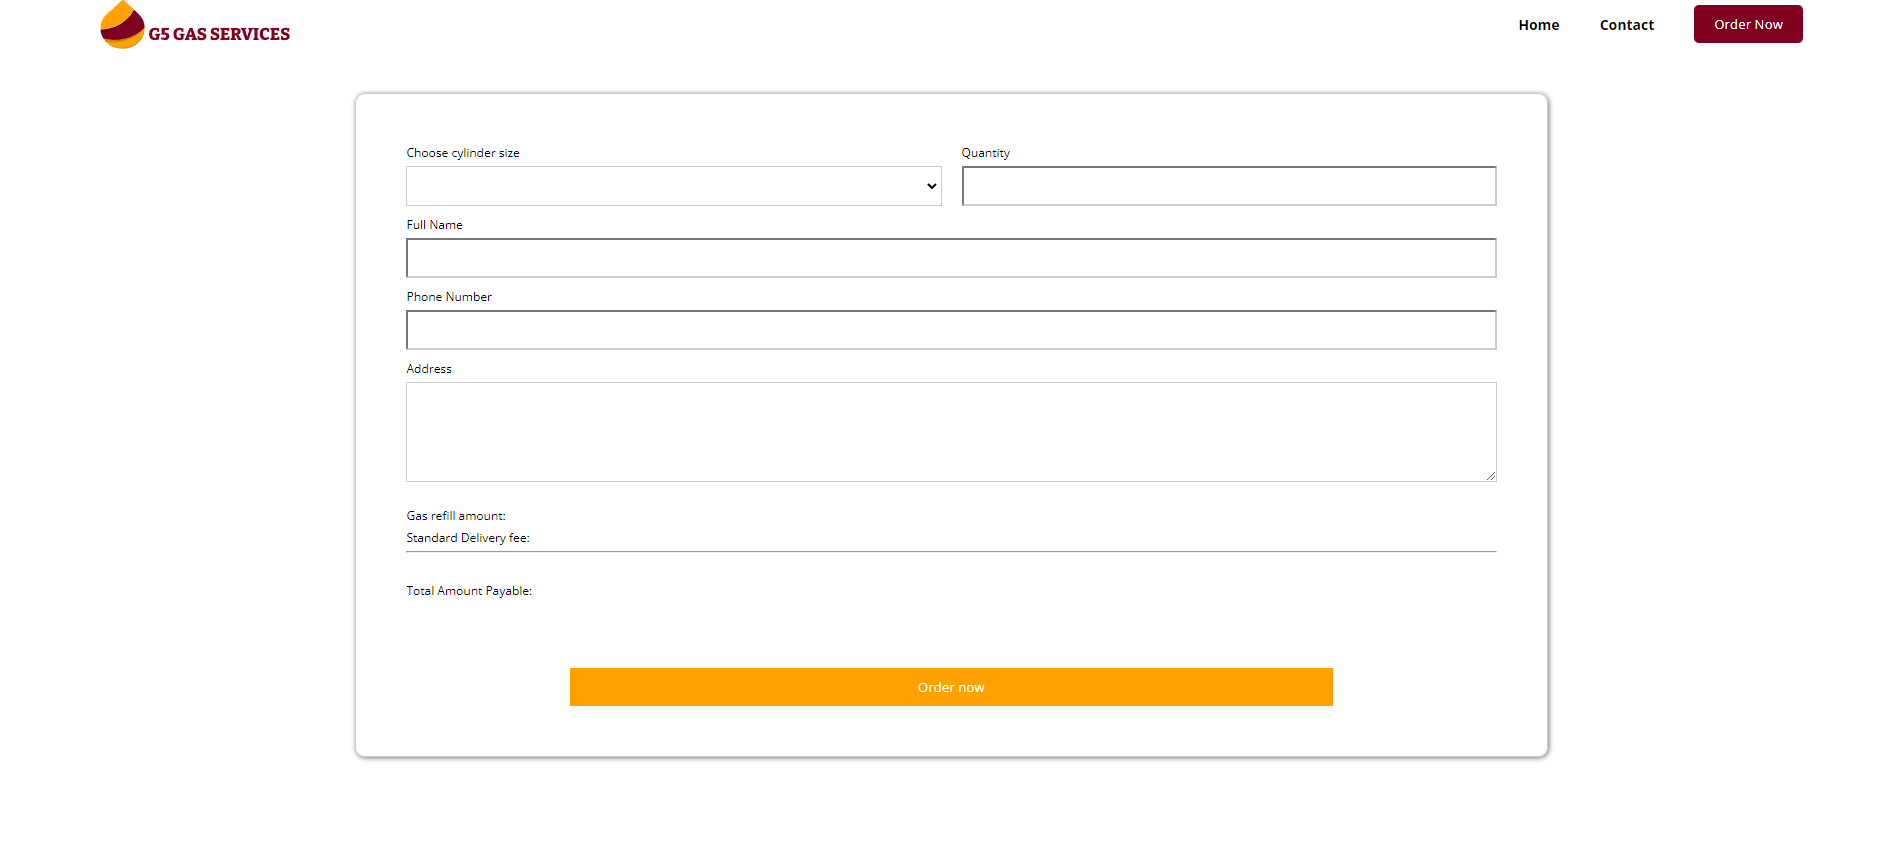 G5 GAS SERVICES
Home
Contact
Order Now
Choose cylinder size
Quantity
Full Name
Phone Number
Address
Gas refill amount:
Standard Delivery fee:
Total Amount Payable:
Order now